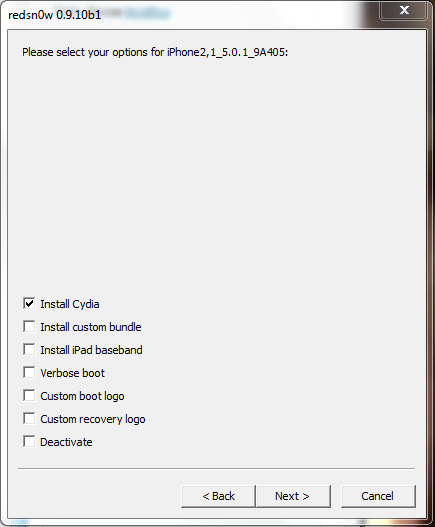 redsn0w 0.9.10b1
Please select your options for iPhone2,1_5.0.1_9A405:
Install Cydia
Install custom bundle
Install iPad baseband
Verbose boot
Custom boot logo
Custom recovery logo
Deactivate
< Back
Next >
Cancel